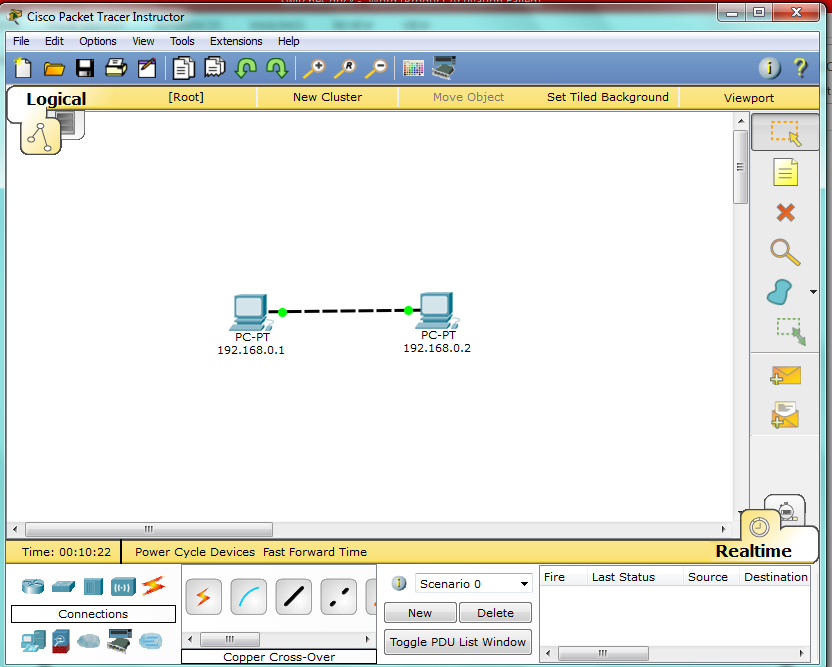 Cisco Packet Tracer Instructor
File Edit Options View Tools Extensions Help
Logical [Root] New Cluster Move Object Set Tiled Background Viewport
PC-PT
192.168.0.1
PC-PT
192.168.0.2
Time: 00:10:22 Power Cycle Devices Fast Forward Time
Realtime
Connections
Copper Cross-Over
Scenario 0
New Delete
Toggle PDU List Window
Fire Last Status Source Destination